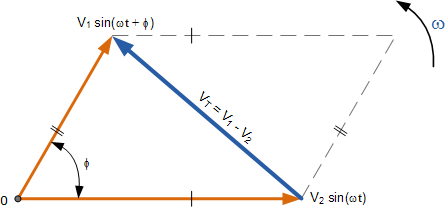 V₁ sin(ωt + ϕ)
ω
V_T = V₁ - V₂
ϕ
0
V₂ sin(ωt)